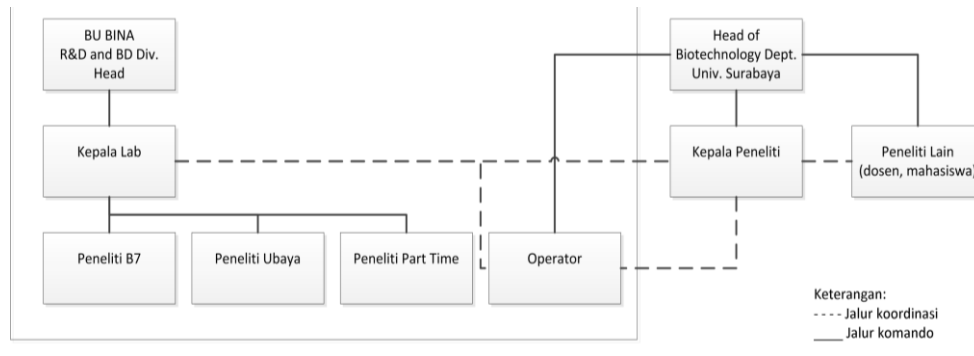 BU BINA
R&D and BD Div.
Head
Head of
Biotechnology Dept.
Univ. Surabaya
Kepala Lab
Kepala Peneliti
Peneliti Lain
(dosen, mahasiswa)
Peneliti B7
Peneliti Ubaya
Peneliti Part Time
Operator
Keterangan:
Jalur koordinasi
Jalur komando